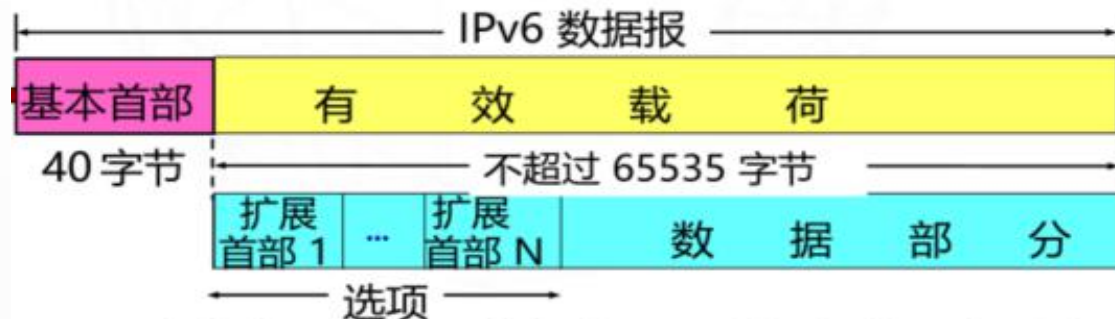 IPv6 数据报
基本首部 有效载荷
40 字节 不超过 65535 字节
扩展首部 1 ... 扩展首部 N 数据部分
选项